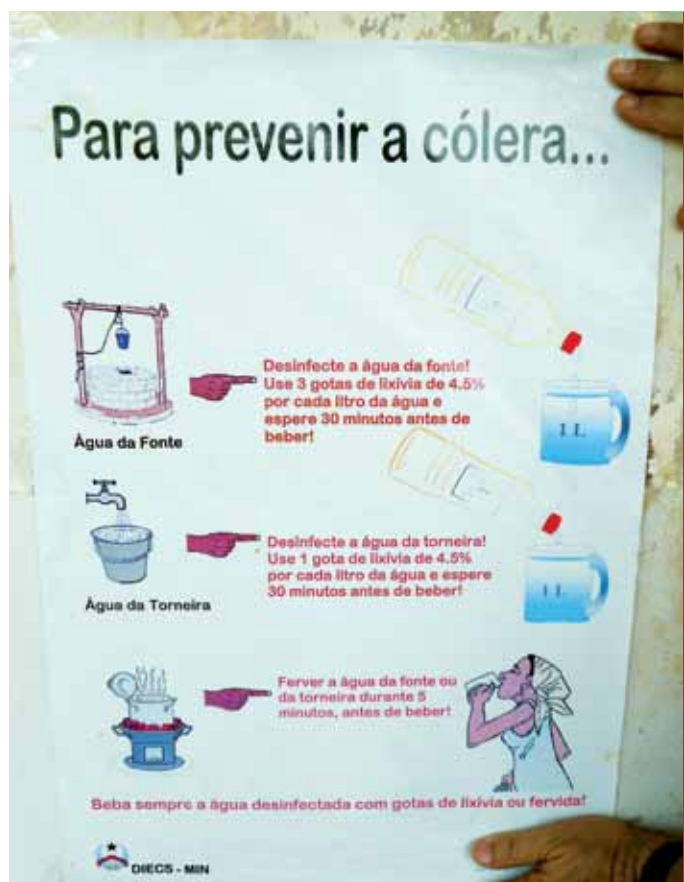 Para prevenir a cólera...
Desinfecte a água da fonte!
Use 3 gotas de lixivia de 4.5%
por cada litro da água e
espere 30 minutos antes de
beber!
1 L
Água da Fonte
Desinfecte a água da torneira!
Use 1 gota de lixivia de 4.5%
por cada litro da água e espere
30 minutos antes de beber!
1 L
Água da Torneira
Ferver a água da fonte ou
da torneira durante 5
minutos, antes de beber!
Beba sempre a água desinfectada com gotas de lixivia ou fervida!
DIECS - MIN